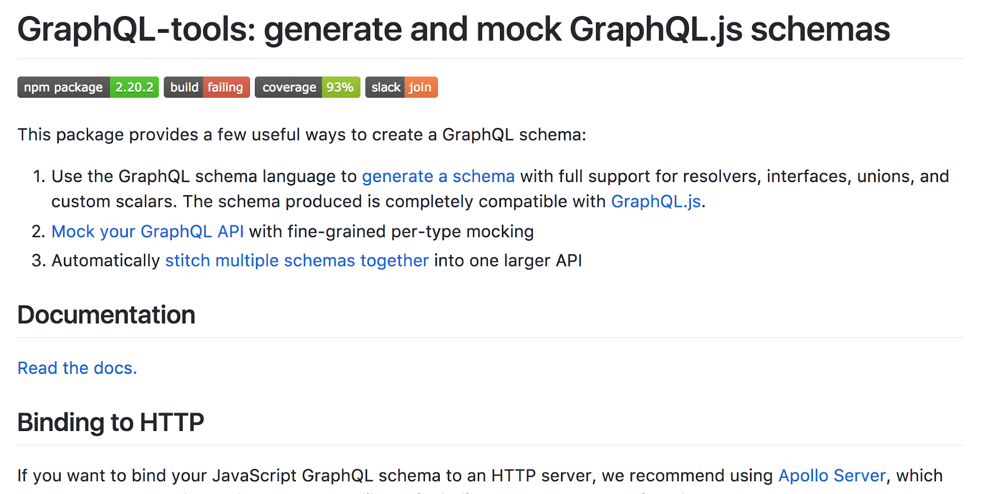 GraphQL-tools: generate and mock GraphQL.js schemas
npm package 2.20.2 build failing coverage 93% slack join
This package provides a few useful ways to create a GraphQL schema:
1. Use the GraphQL schema language to generate a schema with full support for resolvers, interfaces, unions, and
custom scalars. The schema produced is completely compatible with GraphQL.js.
2. Mock your GraphQL API with fine-grained per-type mocking
3. Automatically stitch multiple schemas together into one larger API
Documentation
Read the docs.
Binding to HTTP
If you want to bind your JavaScript GraphQL schema to an HTTP server, we recommend using Apollo Server, which